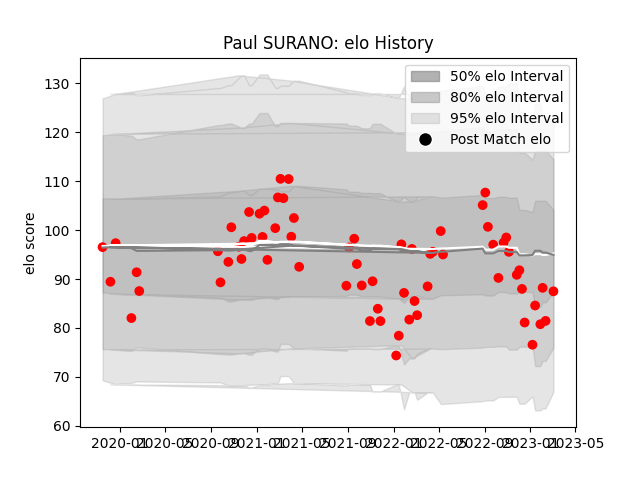 Paul SURANO: elo History
50% elo Interval
80% elo Interval
95% elo Interval
Post Match elo
elo score
130
120
110
100
90
80
70
60
2020-01 2020-05 2020-09 2021-01 2021-05 2021-09 2022-01 2022-05 2022-09 2023-01 2023-05